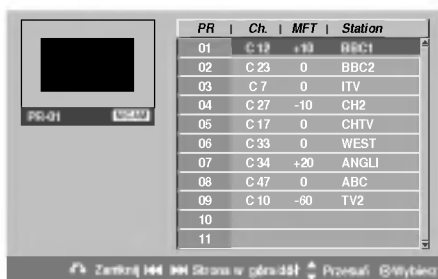 PR | Ch. | MFT | Station
01 C 12 +10 BBC1
02 C 23 0 BBC2
03 C 7 0 ITV
04 C 27 -10 CH2
PR-01 NICAM
05 C 17 0 CHTV
06 C 33 0 WEST
07 C 34 +20 ANGLI
08 C 47 0 ABC
09 C 10 -60 TV2
10
11
Zamknij Strona w góra/dół Przesuń Wybierz